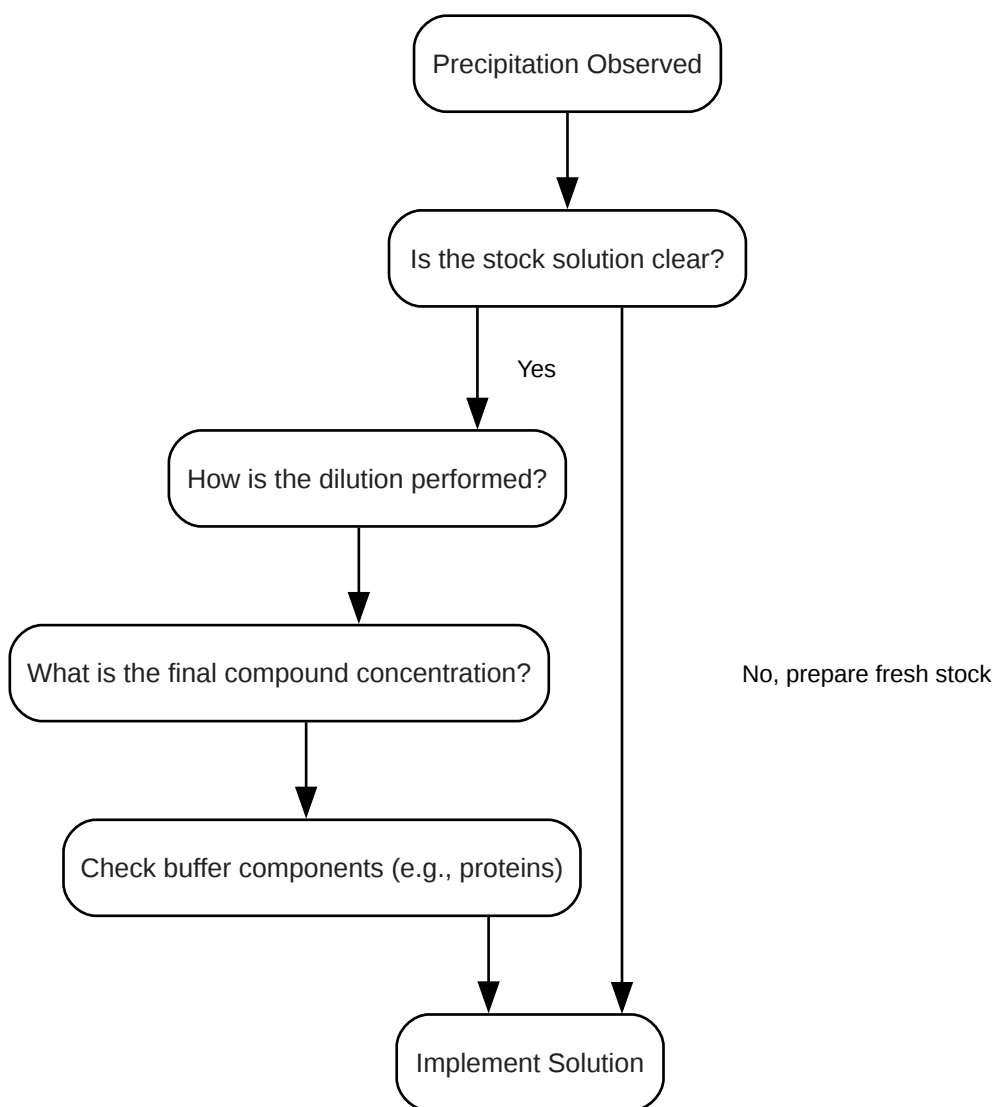 Precipitation Observed
Is the stock solution clear?
Yes
How is the dilution performed?
What is the final compound concentration?
No, prepare fresh stock
Check buffer components (e.g., proteins)
Implement Solution